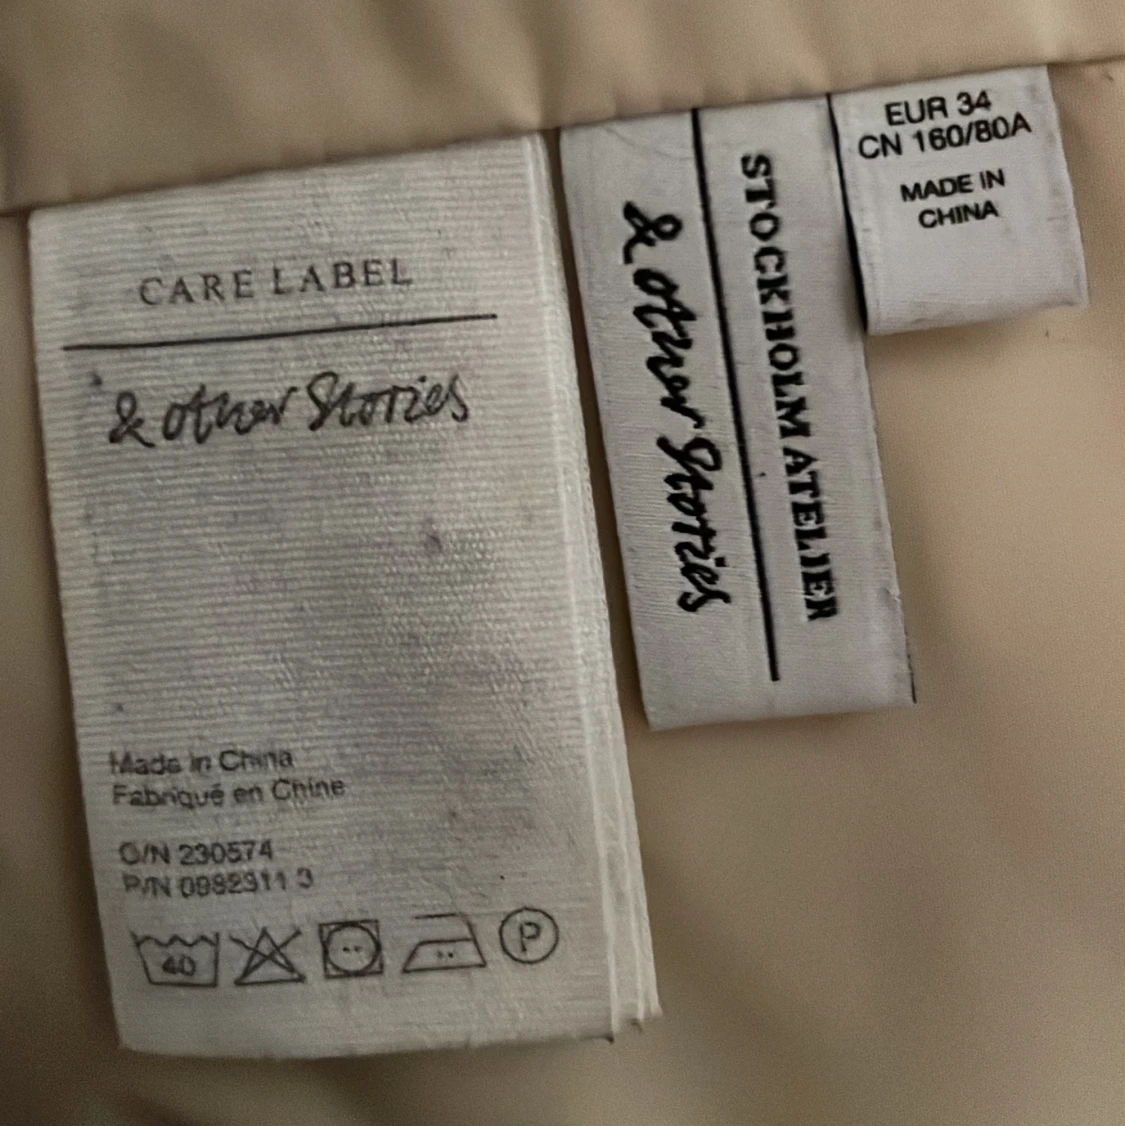 CARE LABEL
& Other Stories
Made in China
Fabriqué en Chine
O/N 230574
P/N 0982911 3
40
P
& Other Stories
STOCKHOLM ATELIER
EUR 34
CN 160/80A
MADE IN
CHINA